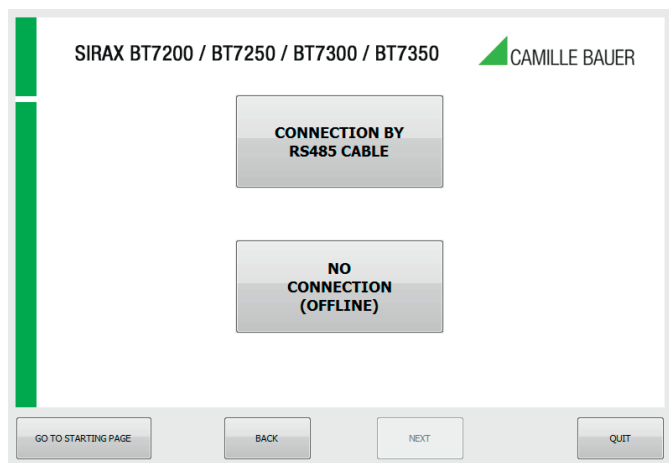 SIRAX BT7200 / BT7250 / BT7300 / BT7350
CAMILLE BAUER
CONNECTION BY
RS485 CABLE
NO
CONNECTION
(OFFLINE)
GO TO STARTING PAGE
BACK
NEXT
QUIT